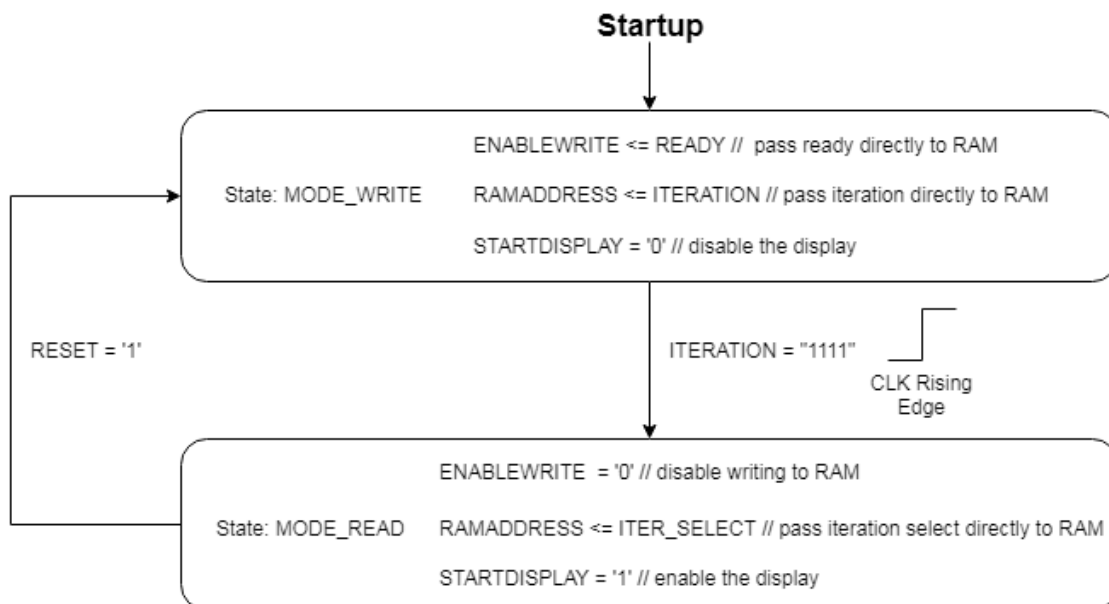 Startup
ENABLEWRITE <= READY // pass ready directly to RAM
State: MODE_WRITE
RAMADDRESS <= ITERATION // pass iteration directly to RAM
STARTDISPLAY = '0' // disable the display
RESET = '1'
ITERATION = "1111"
CLK Rising
Edge
ENABLEWRITE = '0' // disable writing to RAM
State: MODE_READ
RAMADDRESS <= ITER_SELECT // pass iteration select directly to RAM
STARTDISPLAY = '1' // enable the display